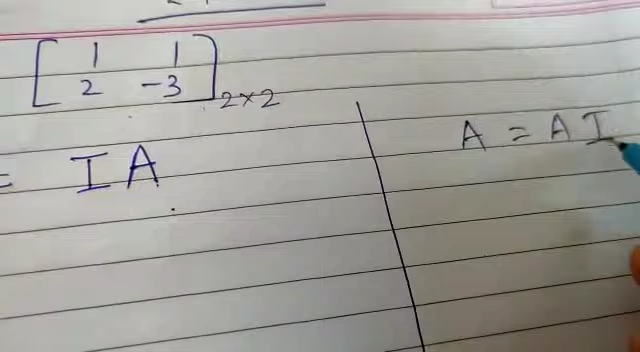 [ 1 1
2 -3 ] 2×2
= IA
A = AI